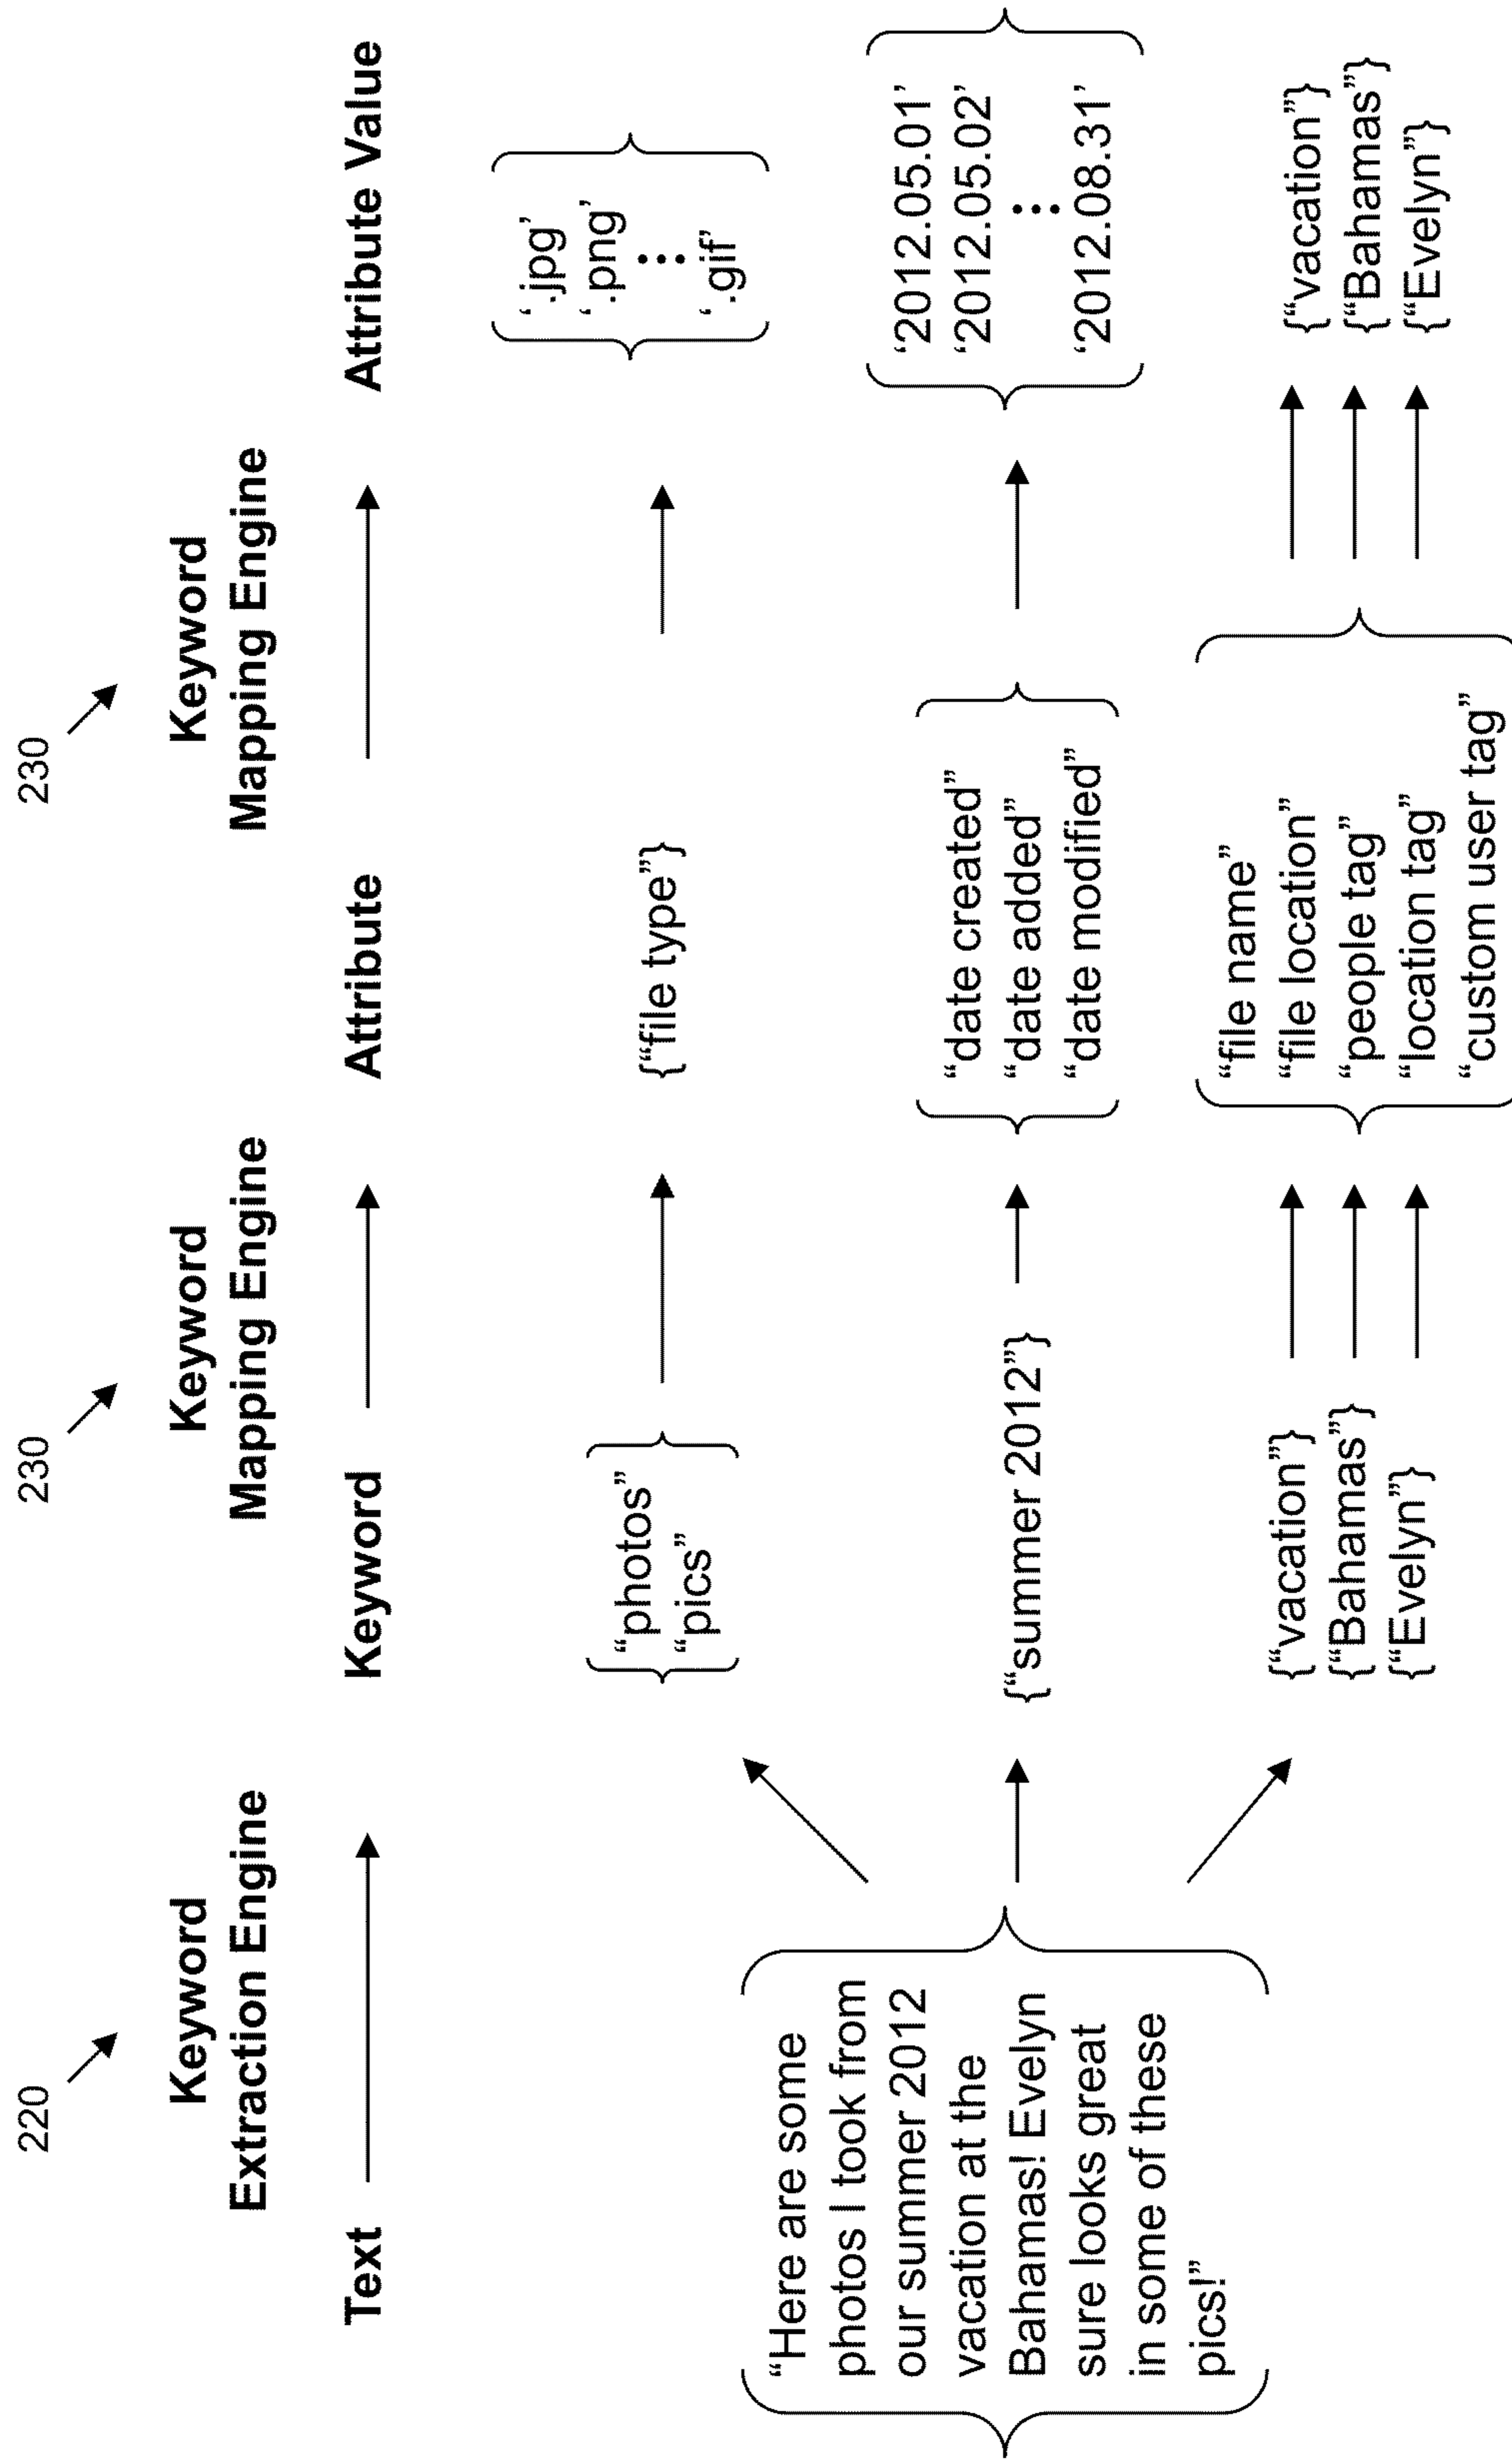 220
230
230
Keyword
Extraction Engine
Keyword
Mapping Engine
Keyword
Mapping Engine
Text
Keyword
Attribute
Attribute Value
“Here are some
photos I took from
our summer 2012
vacation at the
Bahamas! Evelyn
sure looks great
in some of these
pics!”
“photos”
“pics”
{“file type”}
‘.jpg’
‘.png’
⋮
‘.gif’
{“summer 2012”}
“date created”
“date added”
“date modified”
‘2012.05.01’
‘2012.05.02’
⋮
‘2012.08.31’
{“vacation”}
{“Bahamas”}
{“Evelyn”}
“file name”
“file location”
“people tag”
“location tag”
“custom user tag”
{“vacation”}
{“Bahamas”}
{“Evelyn”}